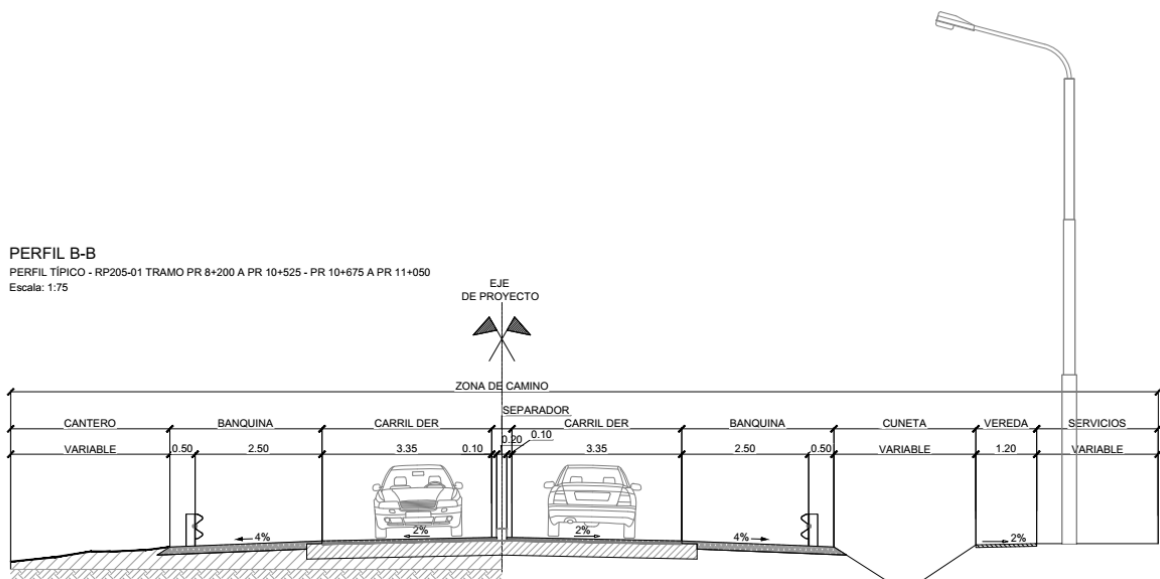 PERFIL B-B
PERFIL TÍPICO - RP205-01 TRAMO PR 8+200 A PR 10+525 - PR 10+675 A PR 11+050
Escala: 1:75
EJE
DE PROYECTO
ZONA DE CAMINO
SEPARADOR
CANTERO BANQUINA CARRIL DER CARRIL DER BANQUINA CUNETA VEREDA SERVICIOS
VARIABLE 0.50 2.50 3.35 0.10 0.20 0.10 3.35 2.50 0.50 VARIABLE 1.20 VARIABLE
4% 2% 2% 4% 2%